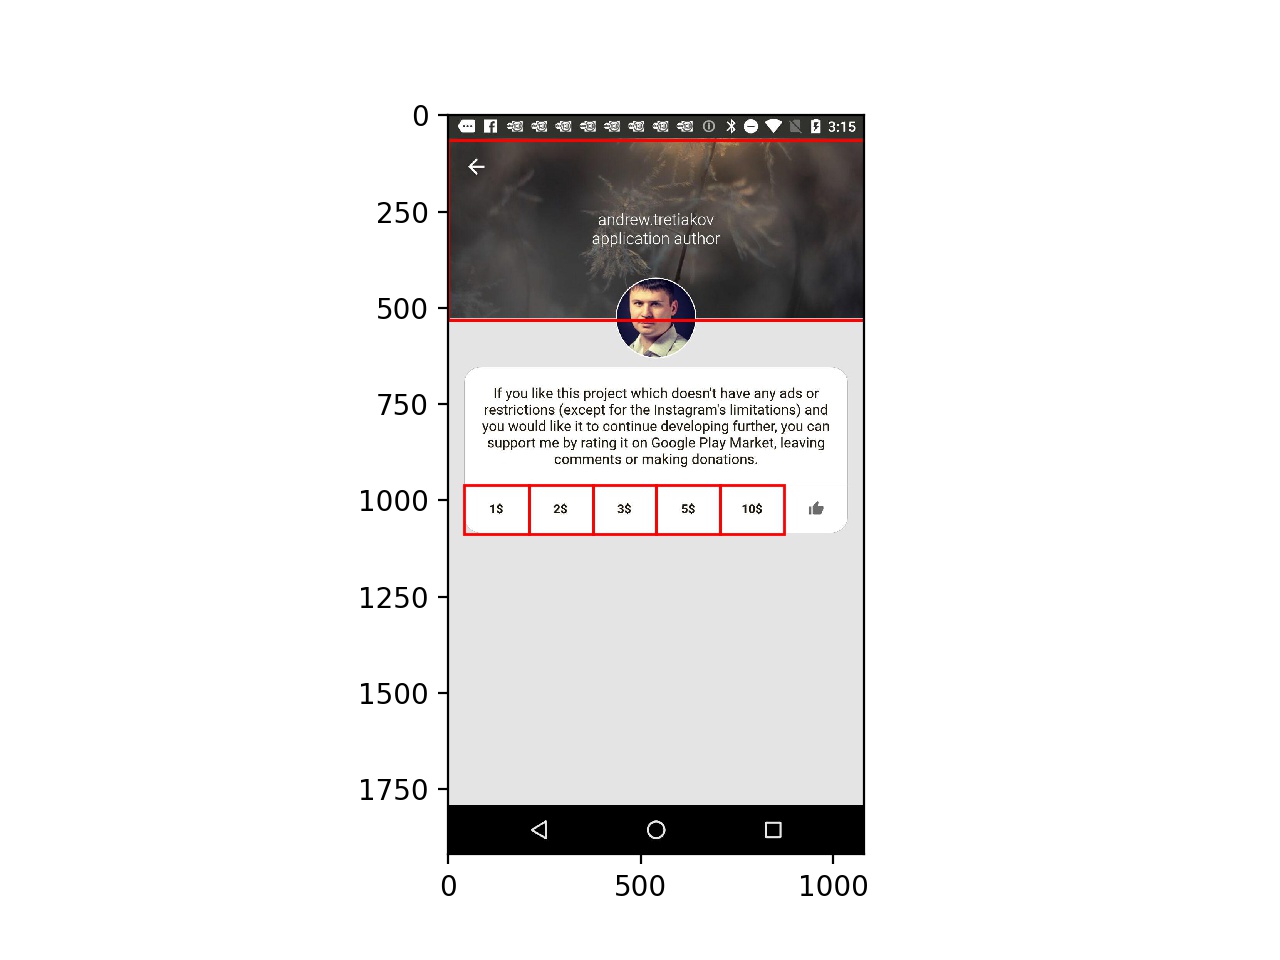 3:15
andrew.tretiakov
application author
If you like this project which doesn't have any ads or
restrictions (except for the Instagram's limitations) and
you would like it to continue developing further, you can
support me by rating it on Google Play Market, leaving
comments or making donations.
1$ 2$ 3$ 5$ 10$
0
250
500
750
1000
1250
1500
1750
0 500 1000